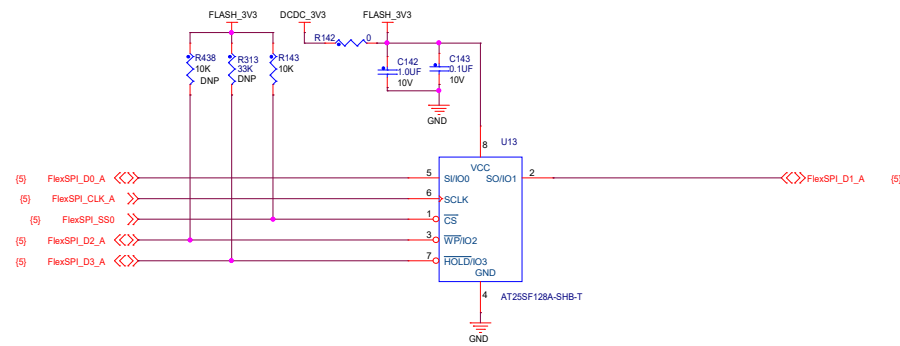 FLASH_3V3
DCDC_3V3
FLASH_3V3
R142
0
R438
10K
DNP
R313
33K
DNP
R143
10K
C142
1.0UF
10V
C143
0.1UF
10V
GND
U13
8
VCC
{5} FlexSPI_D0_A
5
SI/IO0
SO/IO1
2
FlexSPI_D1_A {5}
{5} FlexSPI_CLK_A
6
SCLK
{5} FlexSPI_SS0
1
CS
{5} FlexSPI_D2_A
3
WP/IO2
{5} FlexSPI_D3_A
7
HOLD/IO3
GND
4
AT25SF128A-SHB-T
GND